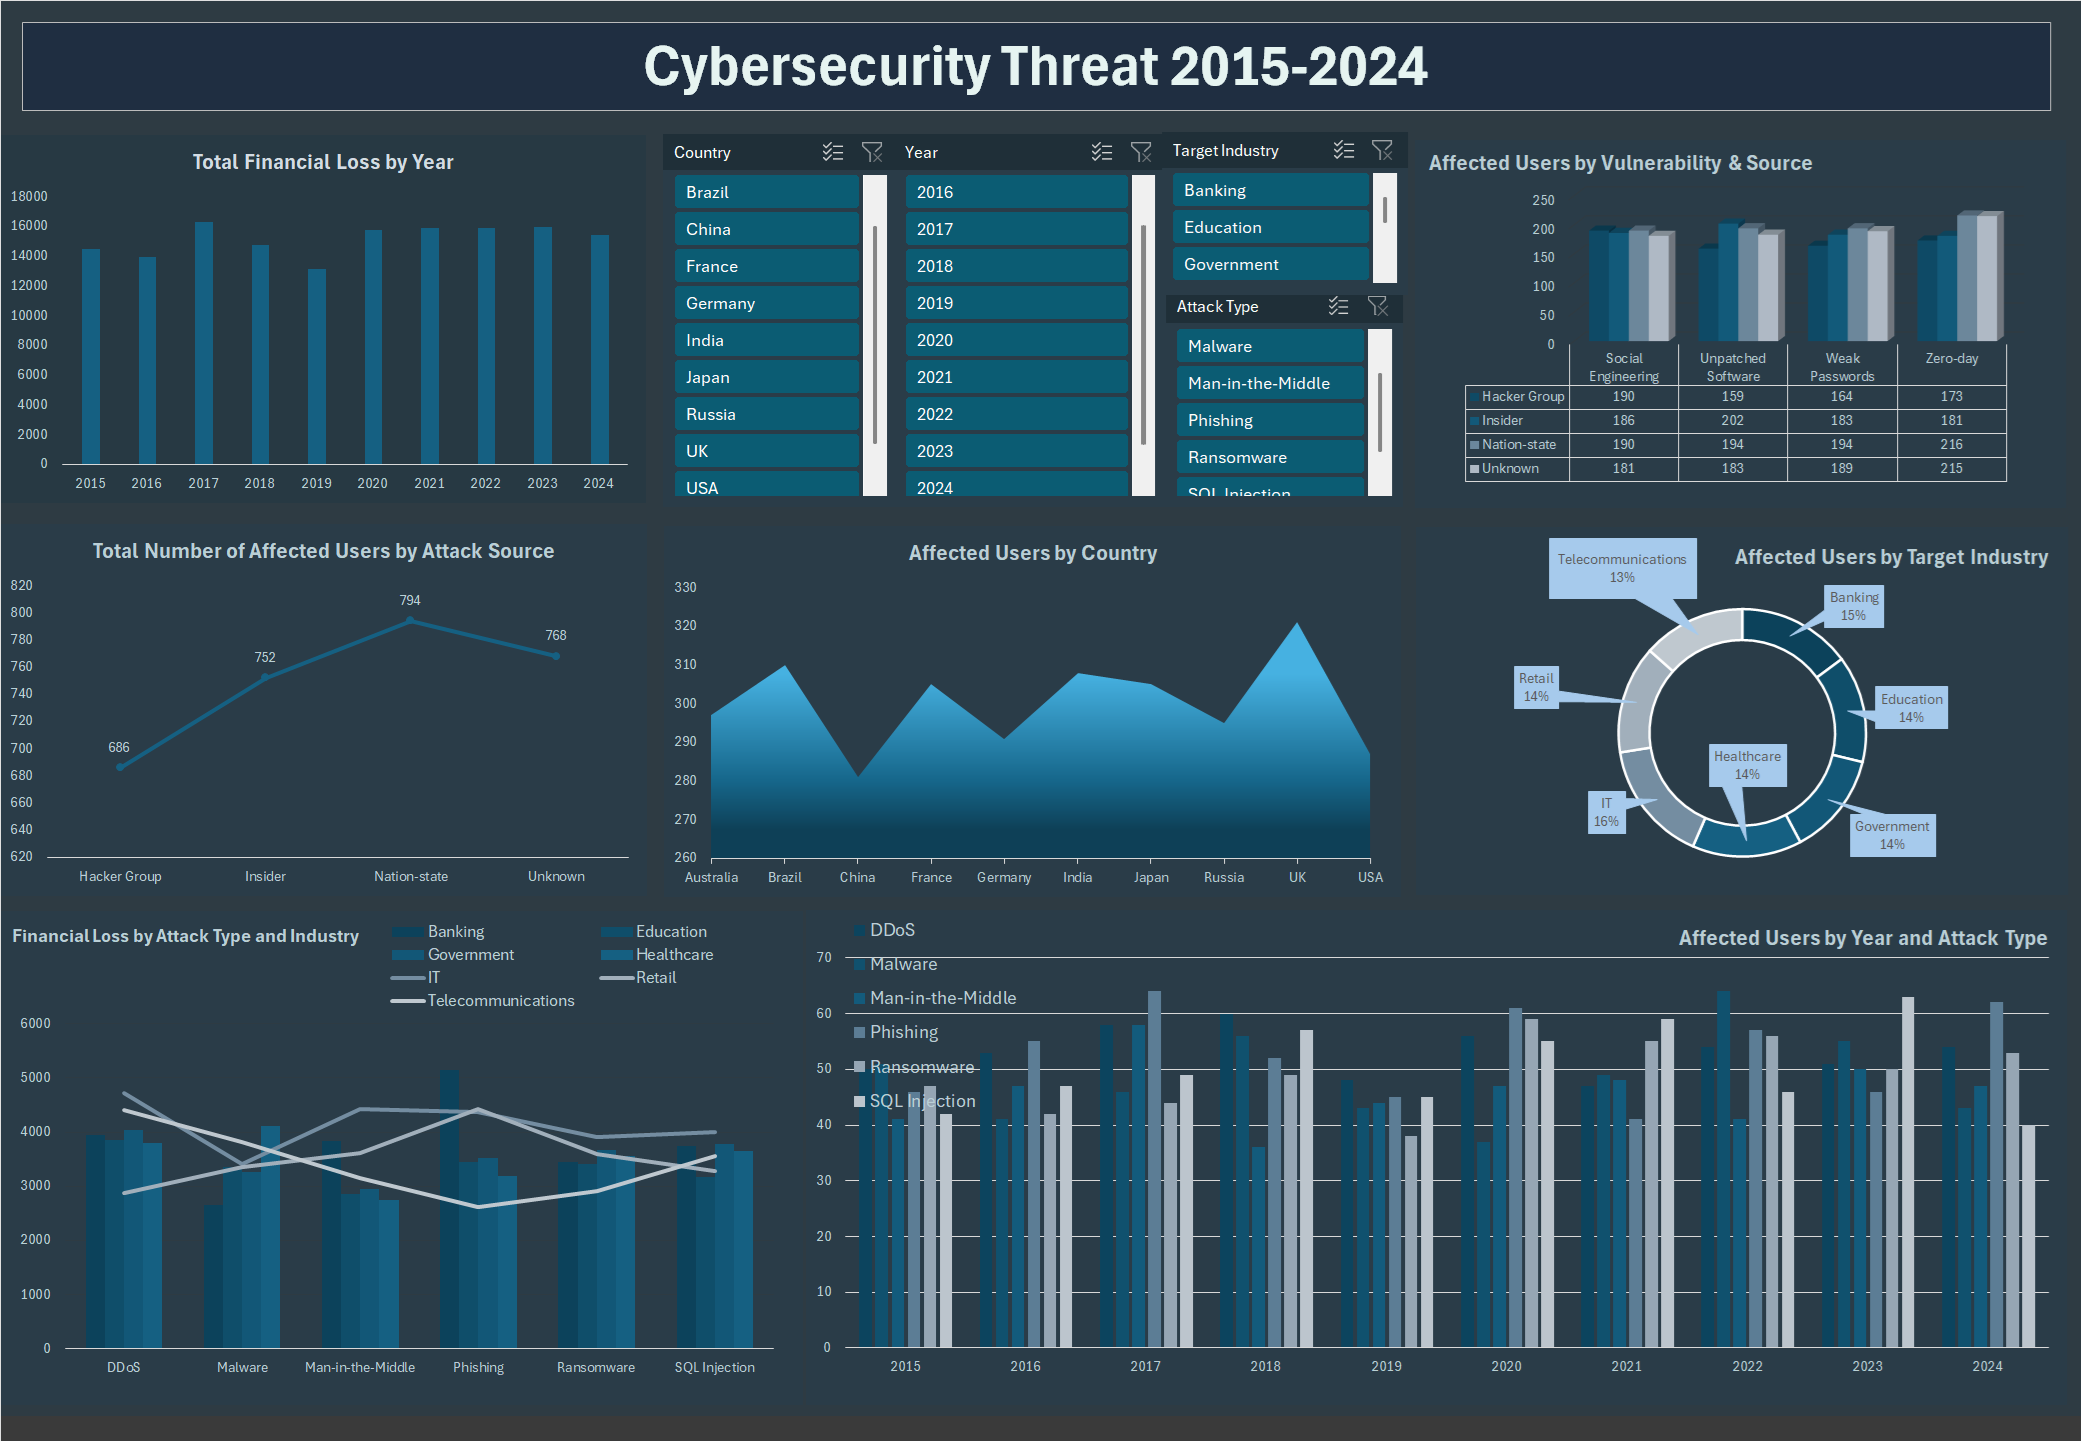 Cybersecurity Threat 2015-2024
Total Financial Loss by Year
18000
16000
14000
12000
10000
8000
6000
4000
2000
0
2015 2016 2017 2018 2019 2020 2021 2022 2023 2024
Country
Brazil
China
France
Germany
India
Japan
Russia
UK
USA
Year
2016
2017
2018
2019
2020
2021
2022
2023
2024
Target Industry
Banking
Education
Government
Attack Type
Malware
Man-in-the-Middle
Phishing
Ransomware
SQL Injection
Affected Users by Vulnerability & Source
250
200
150
100
50
0
Social Engineering Unpatched Software Weak Passwords Zero-day
Hacker Group 190 159 164 173
Insider 186 202 183 181
Nation-state 190 194 194 216
Unknown 181 183 189 215
Total Number of Affected Users by Attack Source
820
800
780
760
740
720
700
680
660
640
620
686
752
794
768
Hacker Group Insider Nation-state Unknown
Affected Users by Country
330
320
310
300
290
280
270
260
Australia Brazil China France Germany India Japan Russia UK USA
Affected Users by Target Industry
Telecommunications
13%
Banking
15%
Retail
14%
Education
14%
Healthcare
14%
IT
16%
Government
14%
Financial Loss by Attack Type and Industry
Banking Education
Government Healthcare
IT Retail
Telecommunications
6000
5000
4000
3000
2000
1000
0
DDoS Malware Man-in-the-Middle Phishing Ransomware SQL Injection
Affected Users by Year and Attack Type
DDoS
Malware
Man-in-the-Middle
Phishing
Ransomware
SQL Injection
70
60
50
40
30
20
10
0
2015 2016 2017 2018 2019 2020 2021 2022 2023 2024